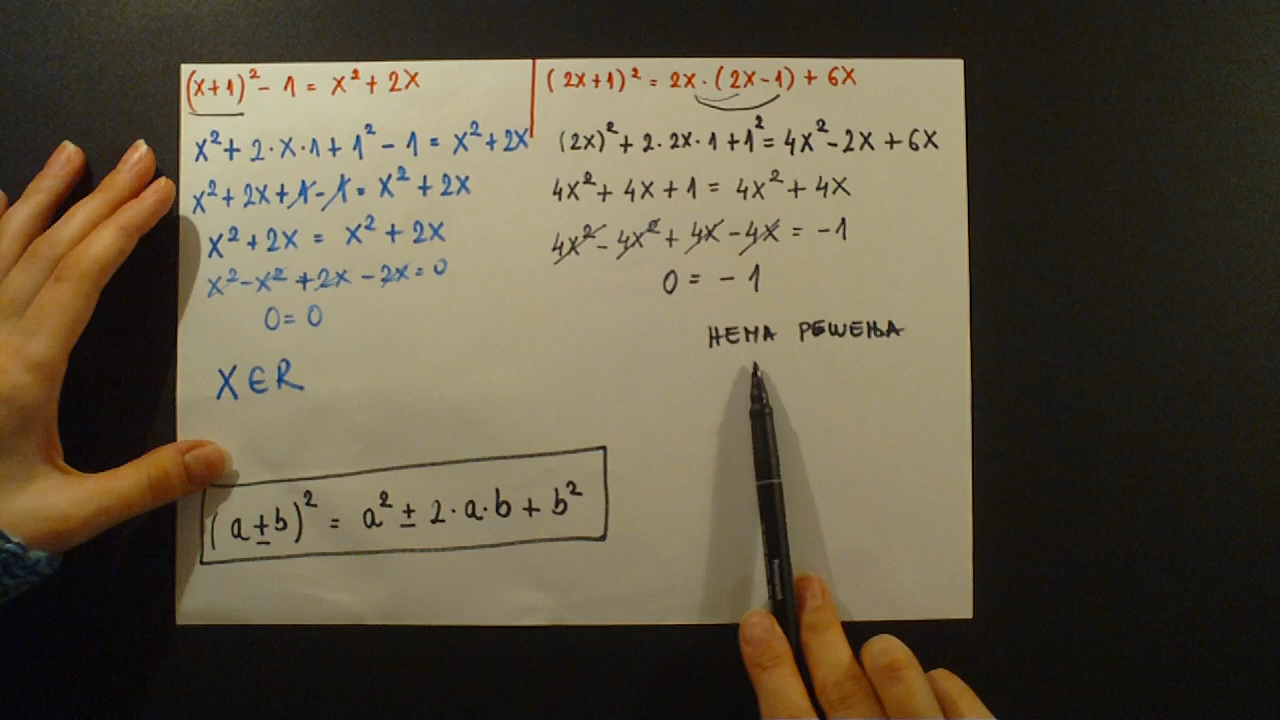 (x+1)² - 1 = x² + 2x
x² + 2·x·1 + 1² - 1 = x² + 2x
x² + 2x + 1 - 1 = x² + 2x
x² + 2x = x² + 2x
x² - x² + 2x - 2x = 0
0 = 0
X ∈ R
(a ± b)² = a² ± 2·a·b + b²
(2x+1)² = 2x·(2x-1) + 6x
(2x)² + 2·2x·1 + 1² = 4x² - 2x + 6x
4x² + 4x + 1 = 4x² + 4x
4x² - 4x² + 4x - 4x = -1
0 = -1
НЕМА РЕШЕЊА